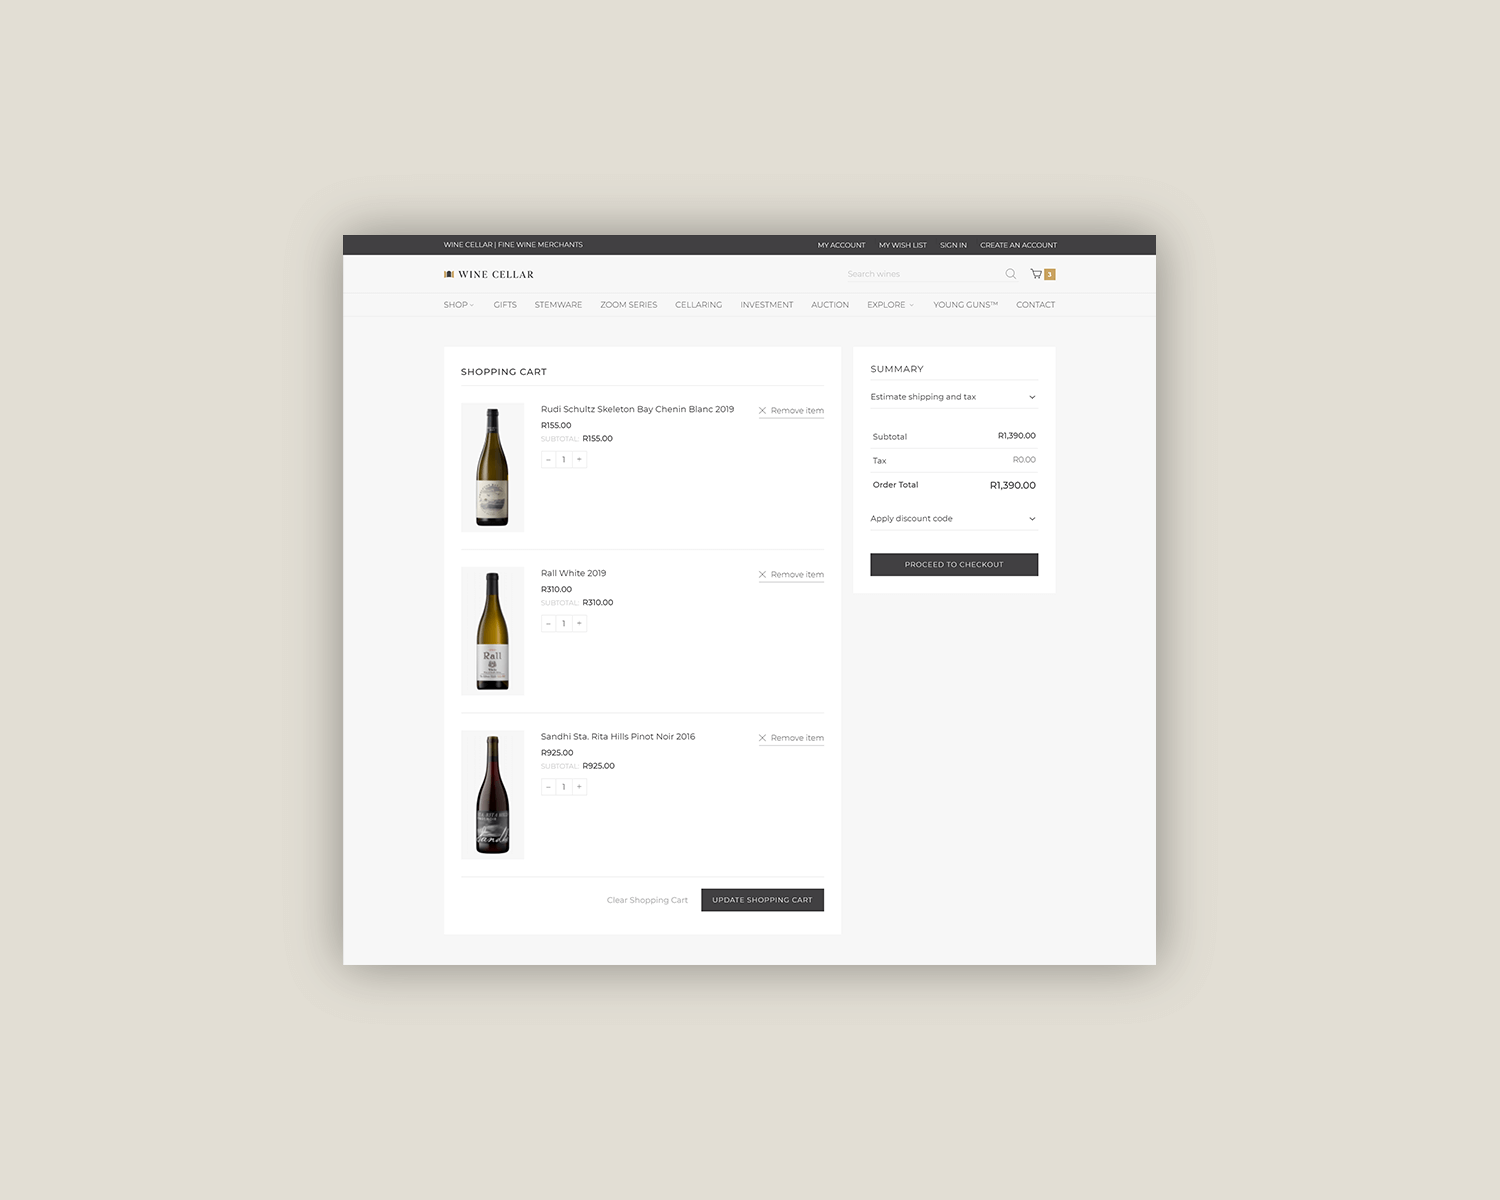 WINE CELLAR | FINE WINE MERCHANTS
MY ACCOUNT MY WISH LIST SIGN IN CREATE AN ACCOUNT
WINE CELLAR
Search wines
3
SHOP GIFTS STEMWARE ZOOM SERIES CELLARING INVESTMENT AUCTION EXPLORE YOUNG GUNS™ CONTACT
SHOPPING CART
Rudi Schultz Skeleton Bay Chenin Blanc 2019
Remove item
R155.00
SUBTOTAL: R155.00
– 1 +
Rall White 2019
Remove item
R310.00
SUBTOTAL: R310.00
– 1 +
Rall
Sandhi Sta. Rita Hills Pinot Noir 2016
Remove item
R925.00
SUBTOTAL: R925.00
– 1 +
Clear Shopping Cart
UPDATE SHOPPING CART
SUMMARY
Estimate shipping and tax
Subtotal R1,390.00
Tax R0.00
Order Total R1,390.00
Apply discount code
PROCEED TO CHECKOUT